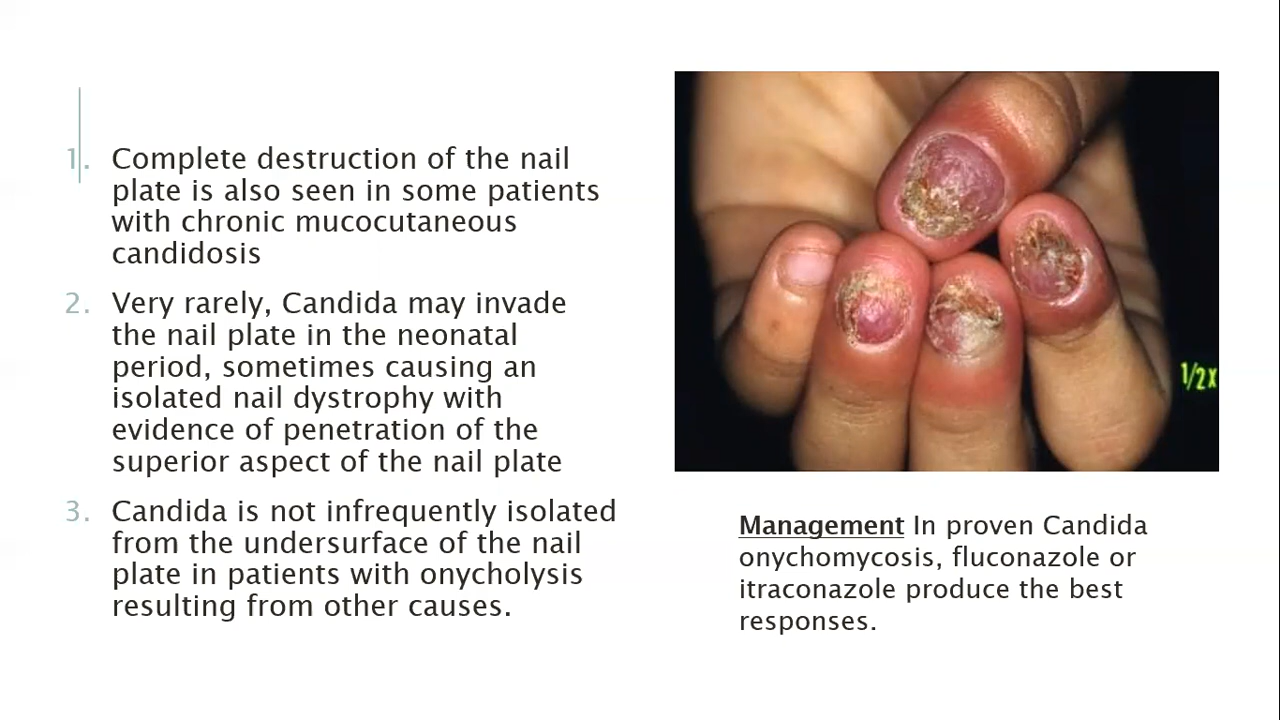 1. Complete destruction of the nail
plate is also seen in some patients
with chronic mucocutaneous
candidosis
2. Very rarely, Candida may invade
the nail plate in the neonatal
period, sometimes causing an
isolated nail dystrophy with
evidence of penetration of the
superior aspect of the nail plate
3. Candida is not infrequently isolated
from the undersurface of the nail
plate in patients with onycholysis
resulting from other causes.
1/2x
Management In proven Candida
onychomycosis, fluconazole or
itraconazole produce the best
responses.